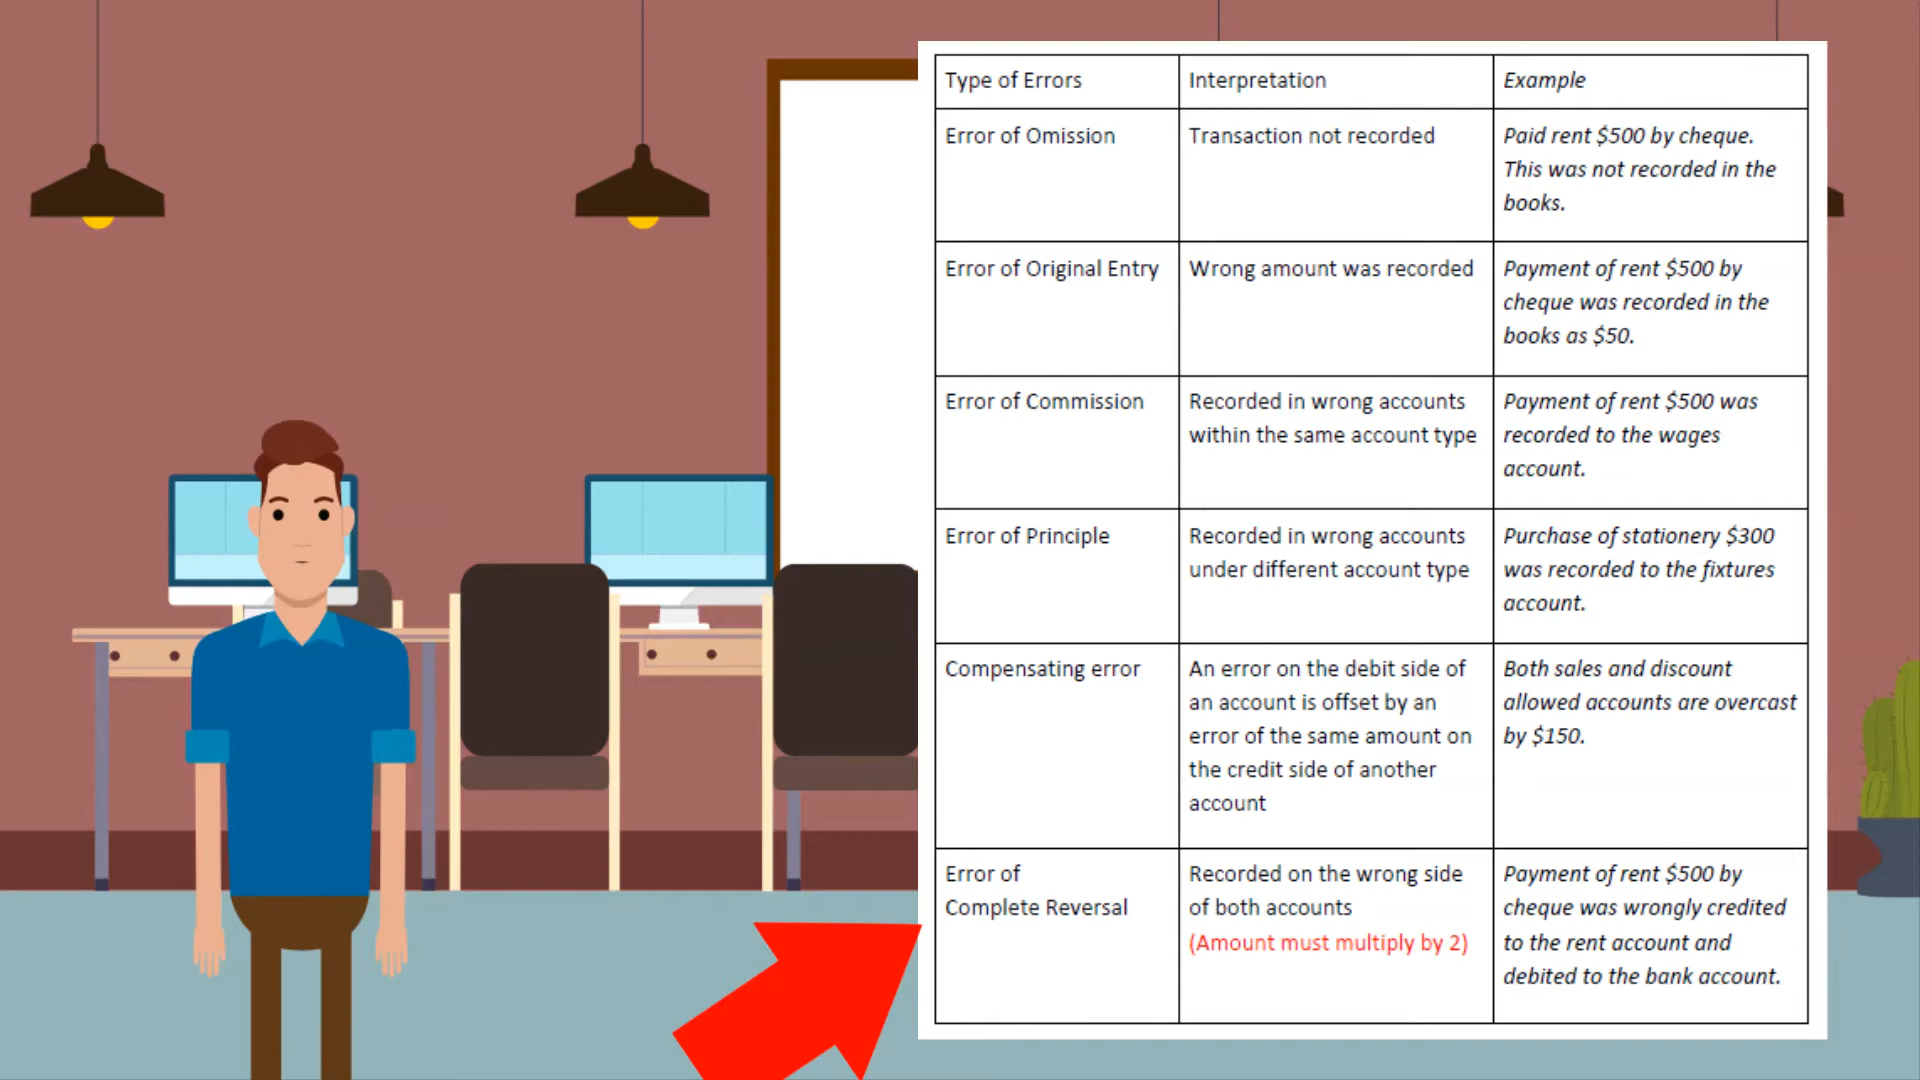 Type of Errors
Interpretation
Example
Error of Omission
Transaction not recorded
Paid rent $500 by cheque.
This was not recorded in the
books.
Error of Original Entry
Wrong amount was recorded
Payment of rent $500 by
cheque was recorded in the
books as $50.
Error of Commission
Recorded in wrong accounts
within the same account type
Payment of rent $500 was
recorded to the wages
account.
Error of Principle
Recorded in wrong accounts
under different account type
Purchase of stationery $300
was recorded to the fixtures
account.
Compensating error
An error on the debit side of
an account is offset by an
error of the same amount on
the credit side of another
account
Both sales and discount
allowed accounts are overcast
by $150.
Error of
Complete Reversal
Recorded on the wrong side
of both accounts
(Amount must multiply by 2)
Payment of rent $500 by
cheque was wrongly credited
to the rent account and
debited to the bank account.